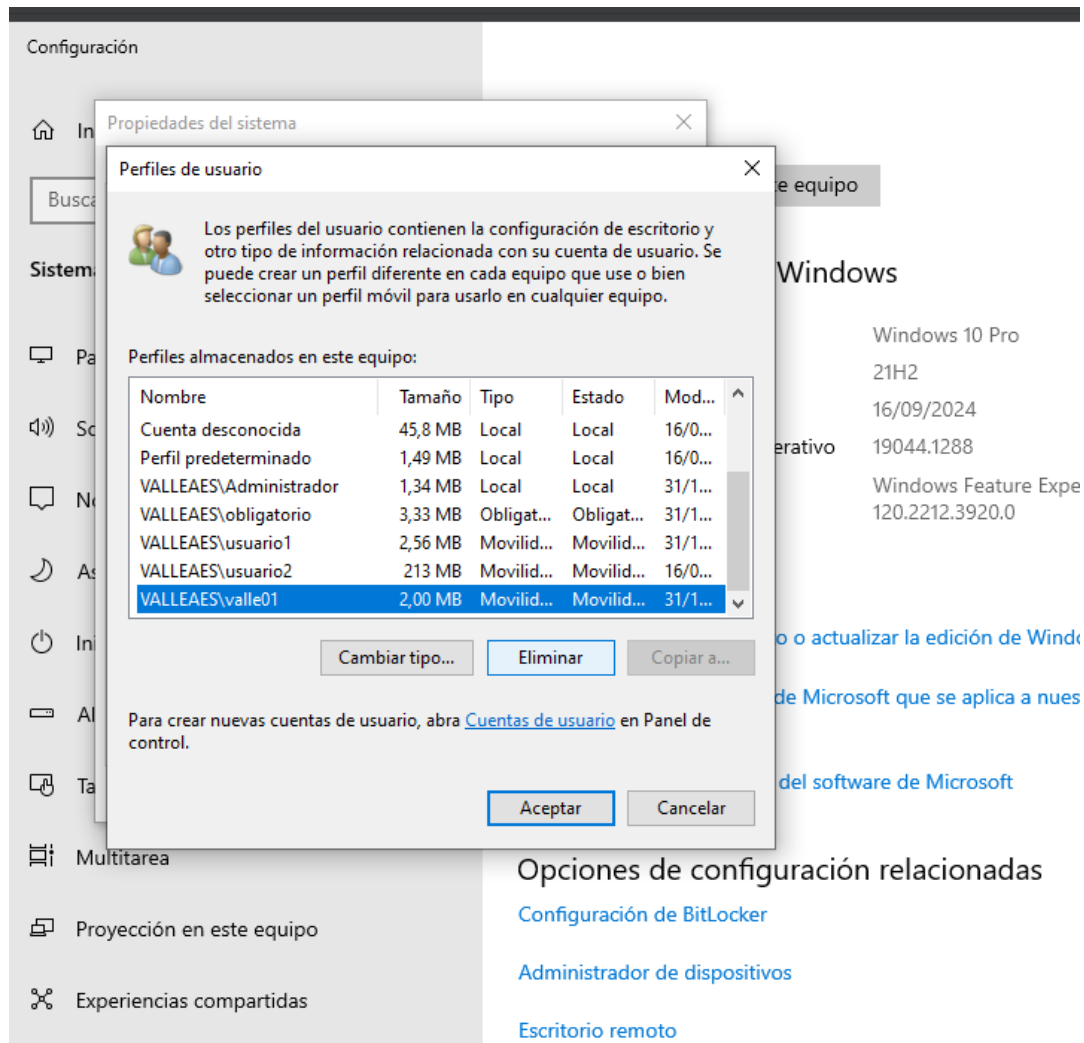 Configuración
In
Propiedades del sistema
Perfiles de usuario
Busca
e equipo
Los perfiles del usuario contienen la configuración de escritorio y
otro tipo de información relacionada con su cuenta de usuario. Se
puede crear un perfil diferente en cada equipo que use o bien
seleccionar un perfil móvil para usarlo en cualquier equipo.
Sistema
Windows
Windows 10 Pro
Pa
Perfiles almacenados en este equipo:
21H2
Nombre Tamaño Tipo Estado Mod...
16/09/2024
So
Cuenta desconocida 45,8 MB Local Local 16/0...
erativo 19044.1288
Perfil predeterminado 1,49 MB Local Local 16/0...
VALLEAES\Administrador 1,34 MB Local Local 31/1...
Windows Feature Expe
No
120.2212.3920.0
VALLEAES\obligatorio 3,33 MB Obligat... Obligat... 31/1...
VALLEAES\usuario1 2,56 MB Movilid... Movilid... 31/1...
As
VALLEAES\usuario2 213 MB Movilid... Movilid... 16/0...
VALLEAES\valle01 2,00 MB Movilid... Movilid... 31/1...
Ini
o o actualizar la edición de Windo
Cambiar tipo... Eliminar Copiar a...
de Microsoft que se aplica a nues
Al
Para crear nuevas cuentas de usuario, abra Cuentas de usuario en Panel de
control.
Ta
del software de Microsoft
Aceptar Cancelar
Multitarea
Opciones de configuración relacionadas
Configuración de BitLocker
Proyección en este equipo
Administrador de dispositivos
Experiencias compartidas
Escritorio remoto